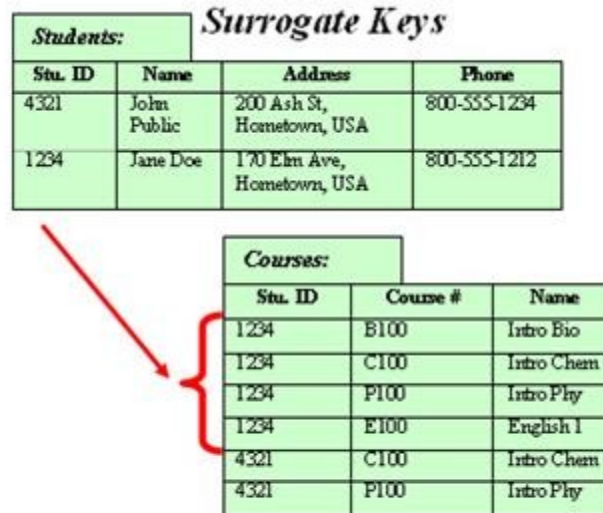 Surrogate Keys
Students:
Stu. ID Name Address Phone
4321 John Public 200 Ash St, Hometown, USA 800-555-1234
1234 Jane Doe 170 Elm Ave, Hometown, USA 800-555-1212
Courses:
Stu. ID Course # Name
1234 B100 Intro Bio
1234 C100 Intro Chem
1234 P100 Intro Phy
1234 E100 English 1
4321 C100 Intro Chem
4321 P100 Intro Phy